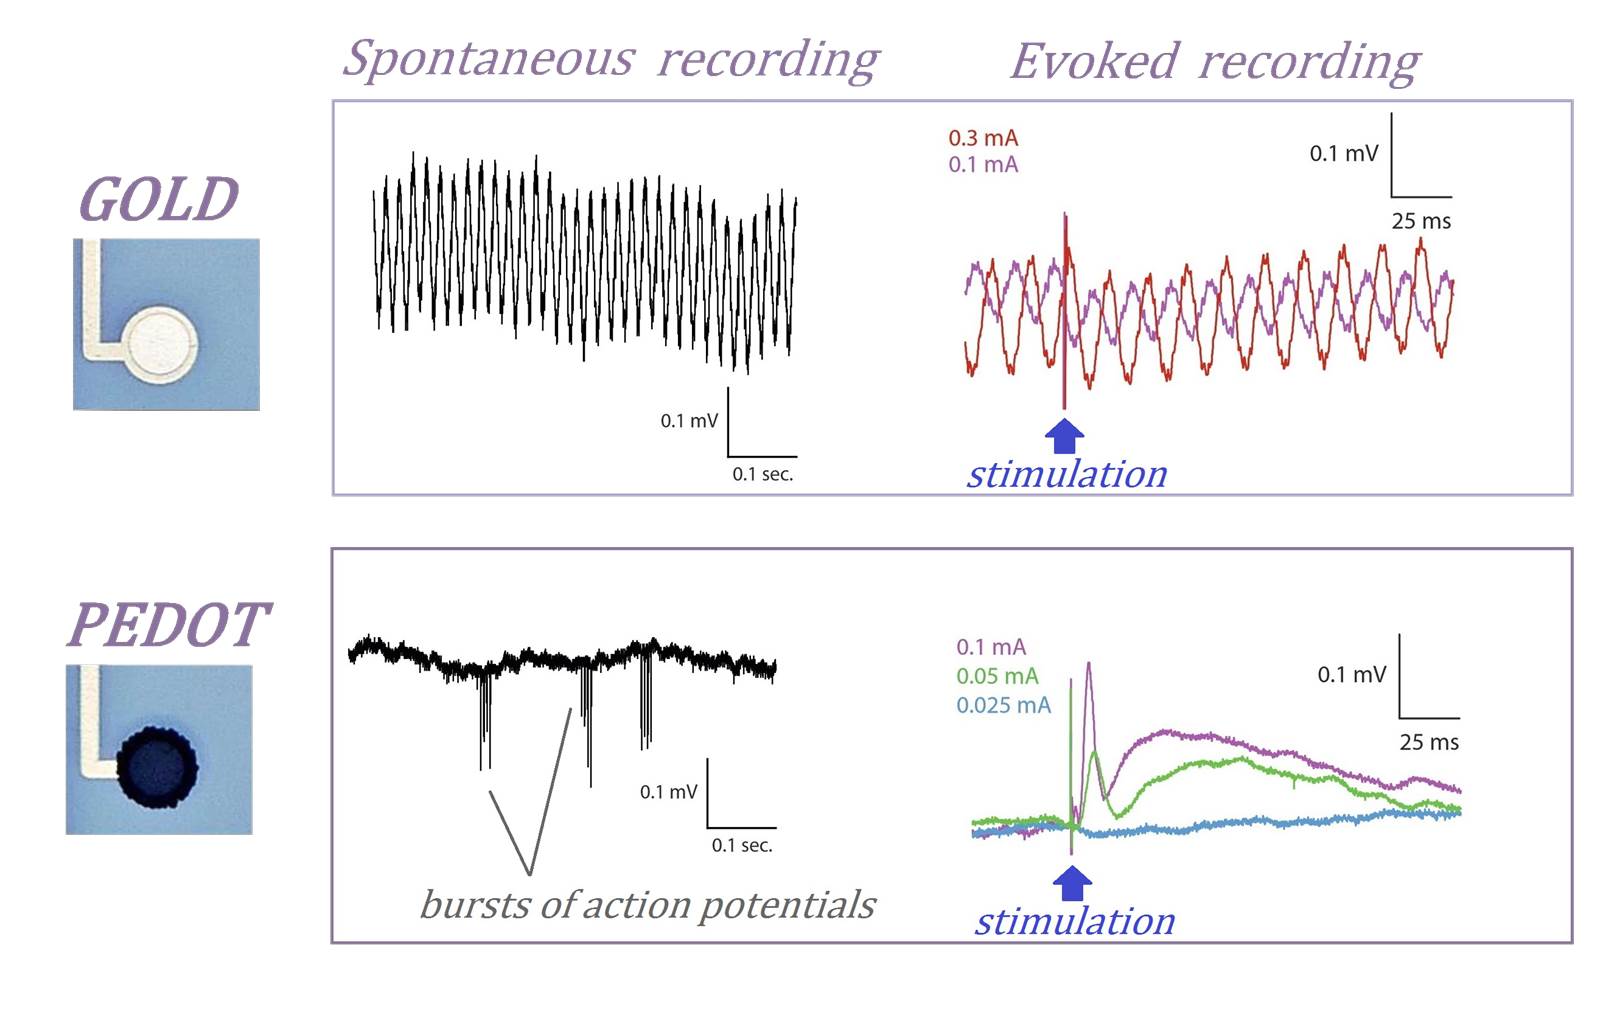 Spontaneous recording
Evoked recording
GOLD
0.1 mV
0.1 sec.
0.3 mA
0.1 mA
0.1 mV
25 ms
stimulation
PEDOT
0.1 mV
0.1 sec.
bursts of action potentials
0.1 mA
0.05 mA
0.025 mA
0.1 mV
25 ms
stimulation